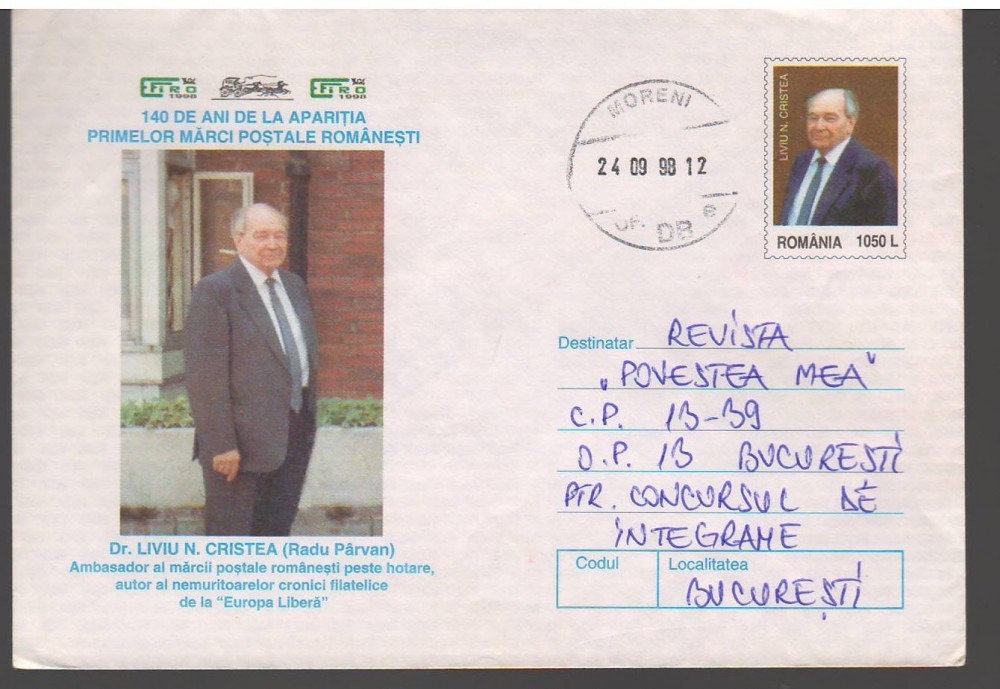 EFIRO 1998 EFIRO 1998
140 DE ANI DE LA APARIȚIA
PRIMELOR MĂRCI POȘTALE ROMÂNEȘTI
Dr. LIVIU N. CRISTEA (Radu Pârvan)
Ambasador al mărcii poștale românești peste hotare,
autor al nemuritoarelor cronici filatelice
de la “Europa Liberă”
MORENI
24 09 98 12
OF. DB e
LIVIU N. CRISTEA
ROMÂNIA 1050 L
Destinatar REVISTA
„POVESTEA MEA"
C.P. 13-39
O.P. 13 BUCUREȘTI
PTR. CONCURSUL DE
INTEGRAME
Codul Localitatea
BUCUREȘTI